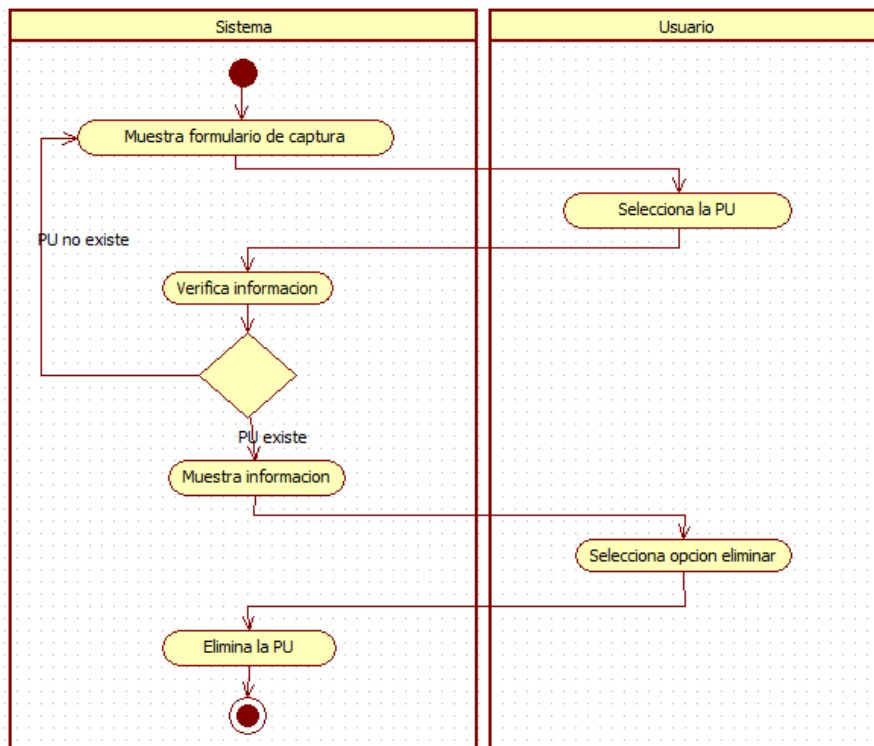 Sistema
Usuario
Muestra formulario de captura
Selecciona la PU
PU no existe
Verifica informacion
PU existe
Muestra informacion
Selecciona opcion eliminar
Elimina la PU